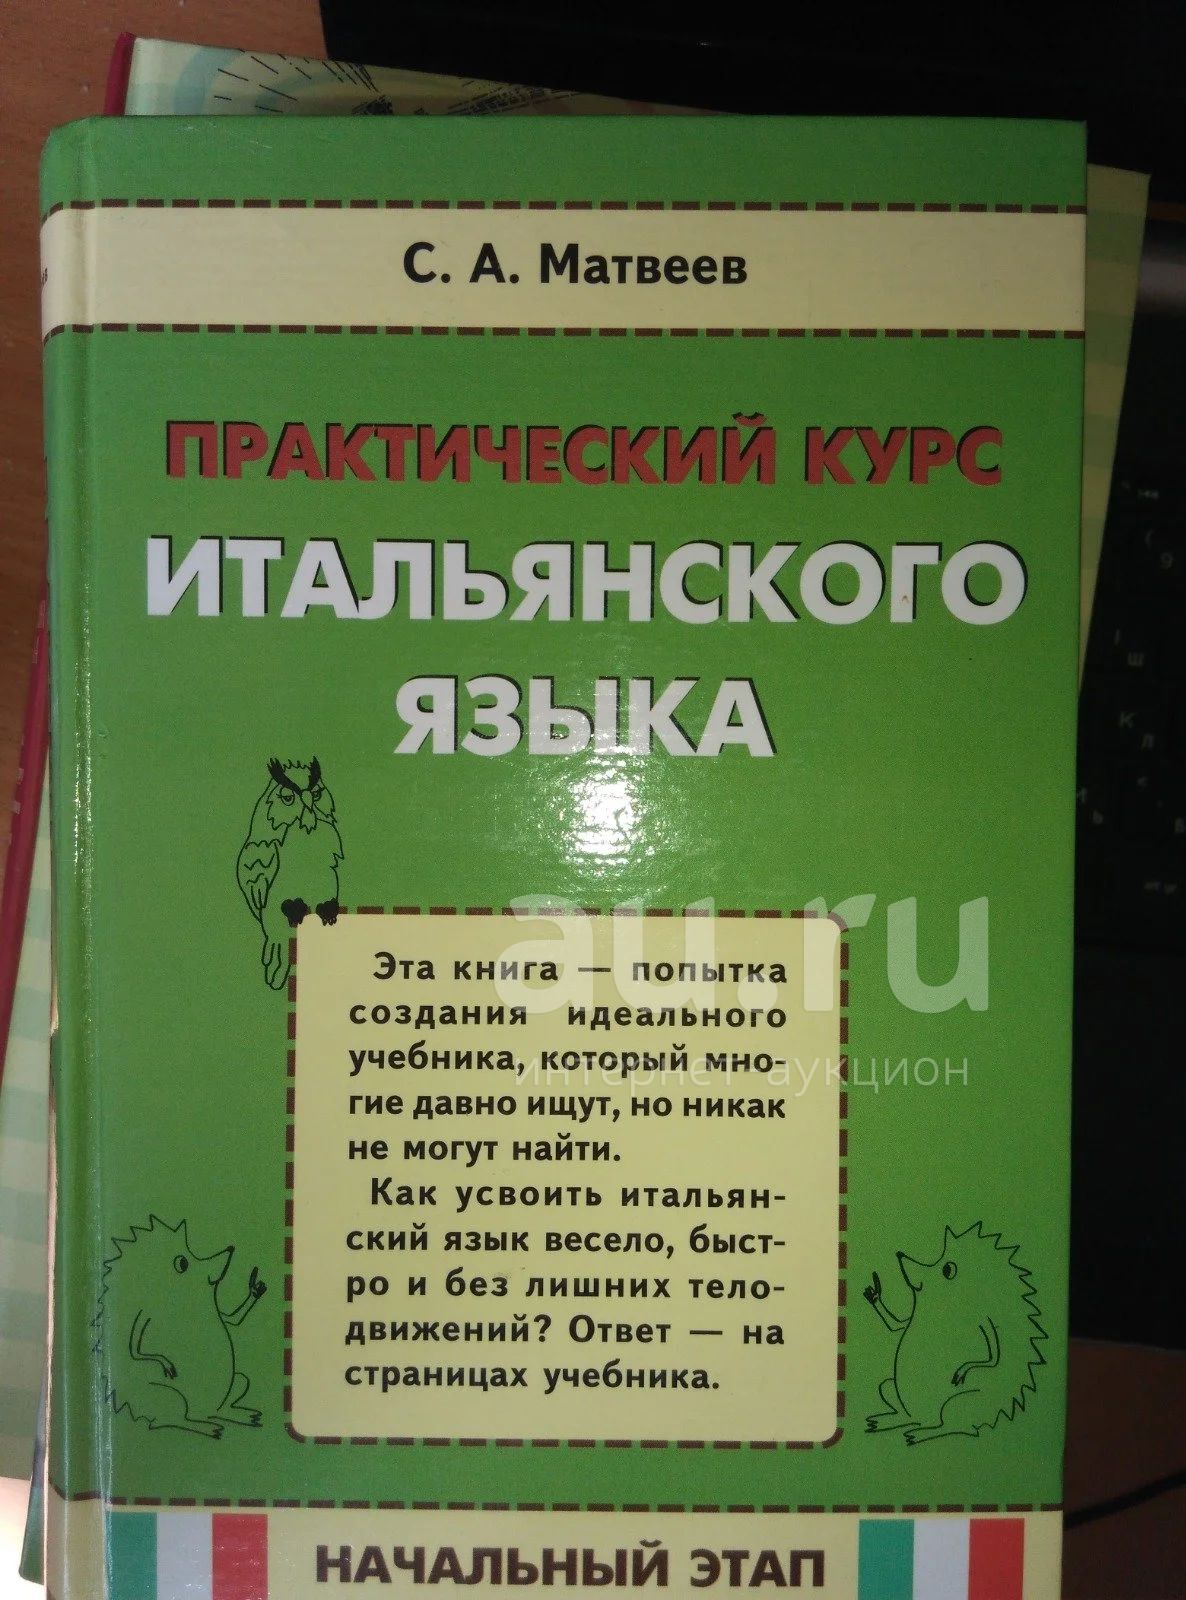 С. А. Матвеев
ПРАКТИЧЕСКИЙ КУРС
ИТАЛЬЯНСКОГО
ЯЗЫКА
au.ru
интернет-аукцион
Эта книга — попытка
создания идеального
учебника, который мно-
гие давно ищут, но никак
не могут найти.
Как усвоить итальян-
ский язык весело, быст-
ро и без лишних тело-
движений? Ответ — на
страницах учебника.
НАЧАЛЬНЫЙ ЭТАП